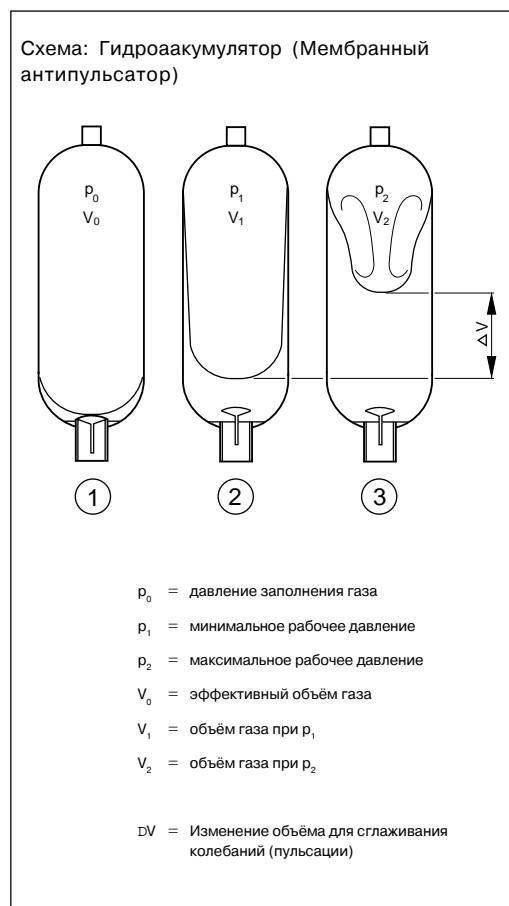 Схема: Гидроаакумулятор (Мембранный
антипульсатор)
p₀
V₀
p₁
V₁
p₂
V₂
△V
1
2
3
p₀ = давление заполнения газа
p₁ = минимальное рабочее давление
p₂ = максимальное рабочее давление
V₀ = эффективный объём газа
V₁ = объём газа при p₁
V₂ = объём газа при p₂
DV = Изменение объёма для сглаживания
колебаний (пульсации)